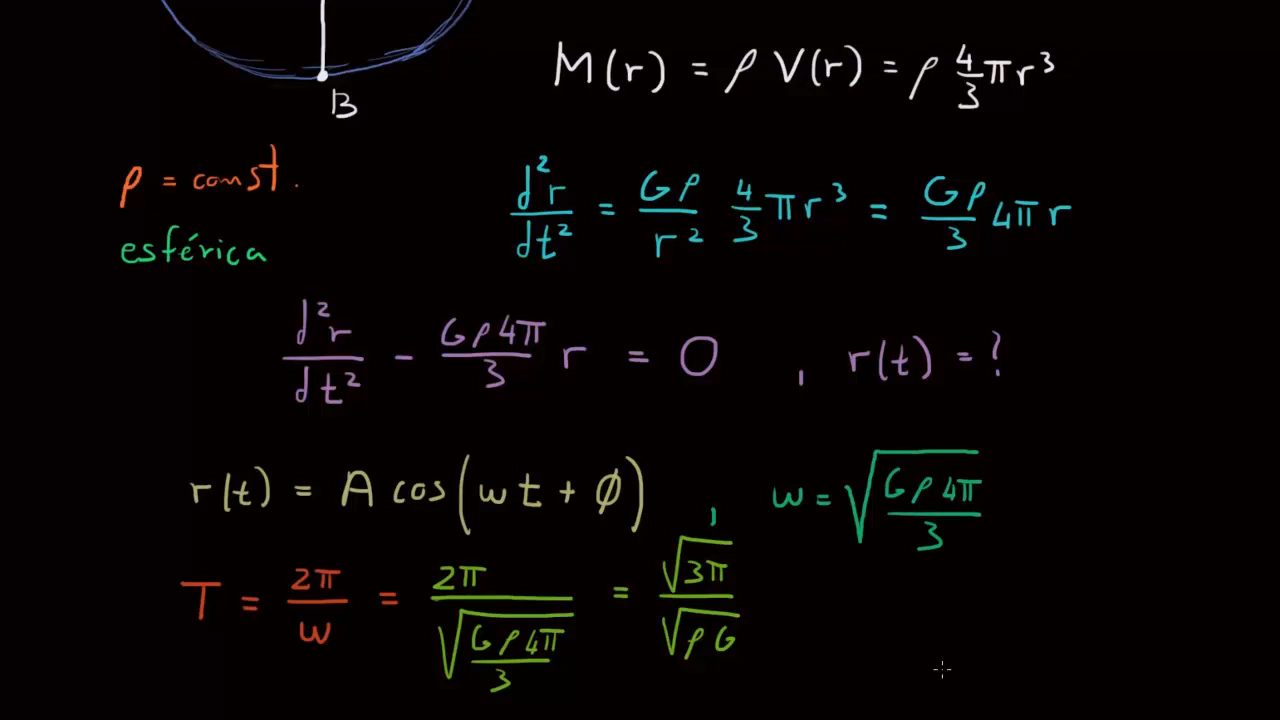 M(r) = ρ V(r) = ρ 4/3 π r³
B
ρ = const.
d²r/dt² = Gρ/r² 4/3 π r³ = Gρ/3 4π r
esférica
d²r/dt² - Gρ4π/3 r = 0 , r(t) = ?
r(t) = A cos(wt + ø) , w = √(Gρ4π/3)
T = 2π/w = 2π/√(Gρ4π/3) = √3π/√ρG